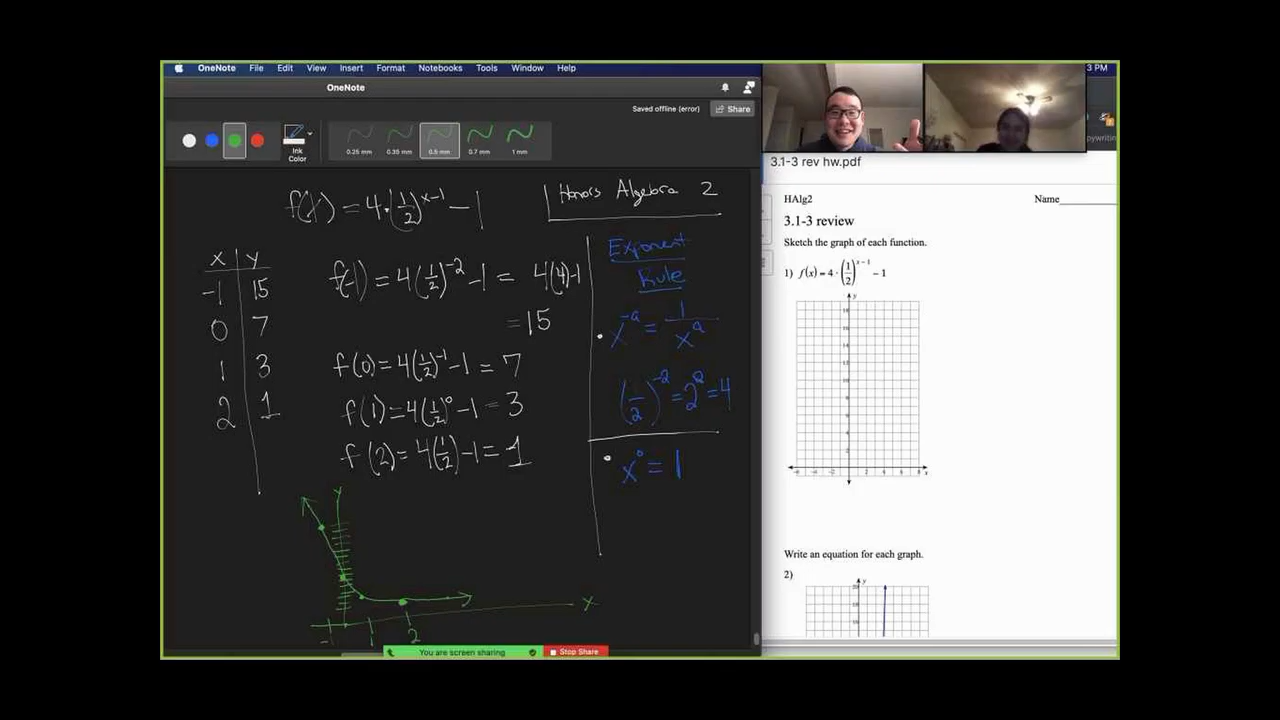 OneNote File Edit View Insert Format Notebooks Tools Window Help
3 PM
OneNote
Saved offline (error) Share
Ink Color
0.25 mm 0.35 mm 0.5 mm 0.7 mm 1 mm
f(x) = 4·(1/2)^(x-1) - 1
Honors Algebra 2
x y
-1 15
0 7
1 3
2 1
f(-1) = 4(1/2)^-2 - 1 = 4(4)-1
= 15
f(0) = 4(1/2)^-1 - 1 = 7
f(1) = 4(1/2)^0 - 1 = 3
f(2) = 4(1/2) - 1 = 1
Exponent
Rule
x^-a = 1/x^a
(1/2)^-2 = 2^2 = 4
x^0 = 1
y
x
-1 1 2
You are screen sharing Stop Share
3.1-3 rev hw.pdf
HAlg2 Name
3.1-3 review
Sketch the graph of each function.
1) f(x) = 4 · (1/2)^(x-1) - 1
y
x
Write an equation for each graph.
2)
y
20